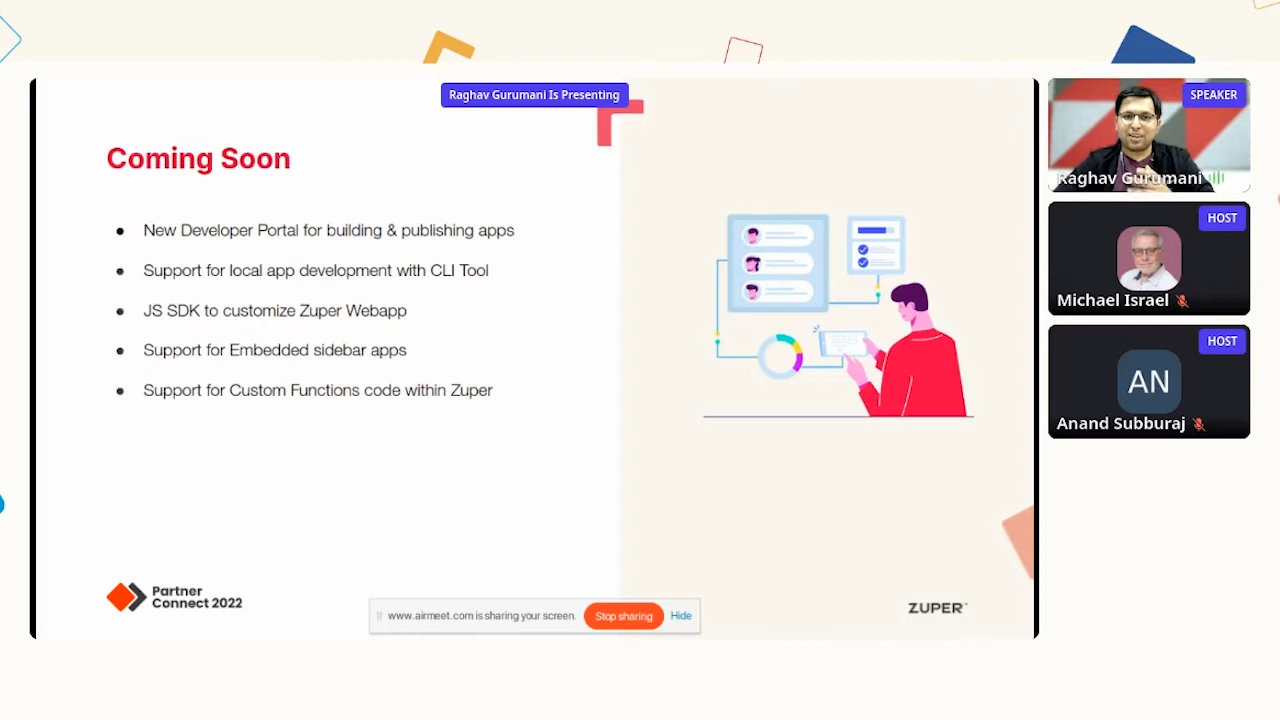 Raghav Gurumani Is Presenting
Coming Soon
New Developer Portal for building & publishing apps
Support for local app development with CLI Tool
JS SDK to customize Zuper Webapp
Support for Embedded sidebar apps
Support for Custom Functions code within Zuper
Partner
Connect 2022
www.airmeet.com is sharing your screen.
Stop sharing
Hide
ZUPER™
SPEAKER
Raghav Gurumani
HOST
Michael Israel
HOST
AN
Anand Subburaj